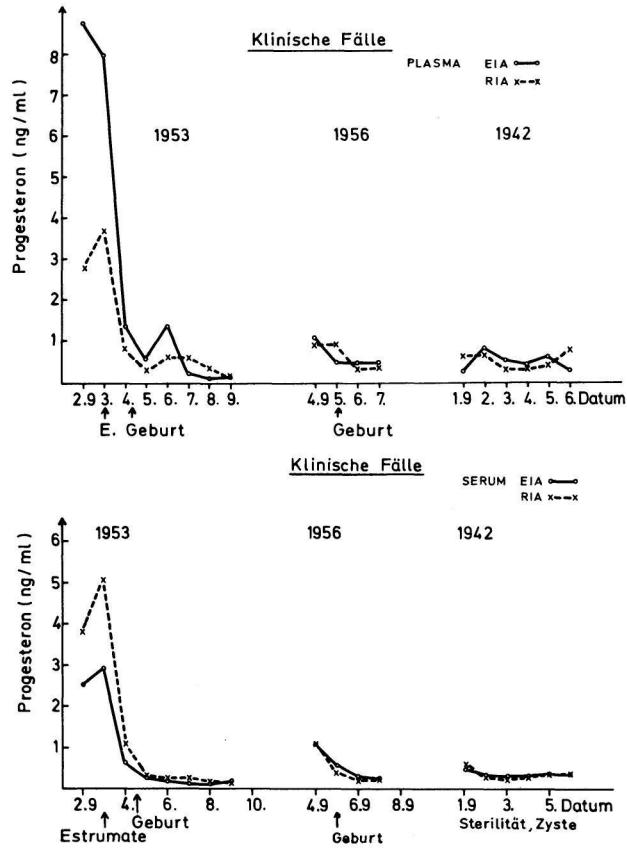 Klinische Fälle
PLASMA EIA
RIA
1953 1956 1942
Progesteron (ng/ml)
8
7
6
5
4
3
2
1
2.9 3. 4. 5. 6. 7. 8. 9. 4.9 5. 6. 7. 1.9 2. 3. 4. 5. 6. Datum
E. Geburt Geburt
Klinische Fälle
SERUM EIA
RIA
1953 1956 1942
Progesteron (ng/ml)
6
5
4
3
2
1
2.9 4. 6. 8. 10. 4.9 6.9 8.9 1.9 3. 5. Datum
Geburt Sterilität, Zyste
Estrumate Geburt